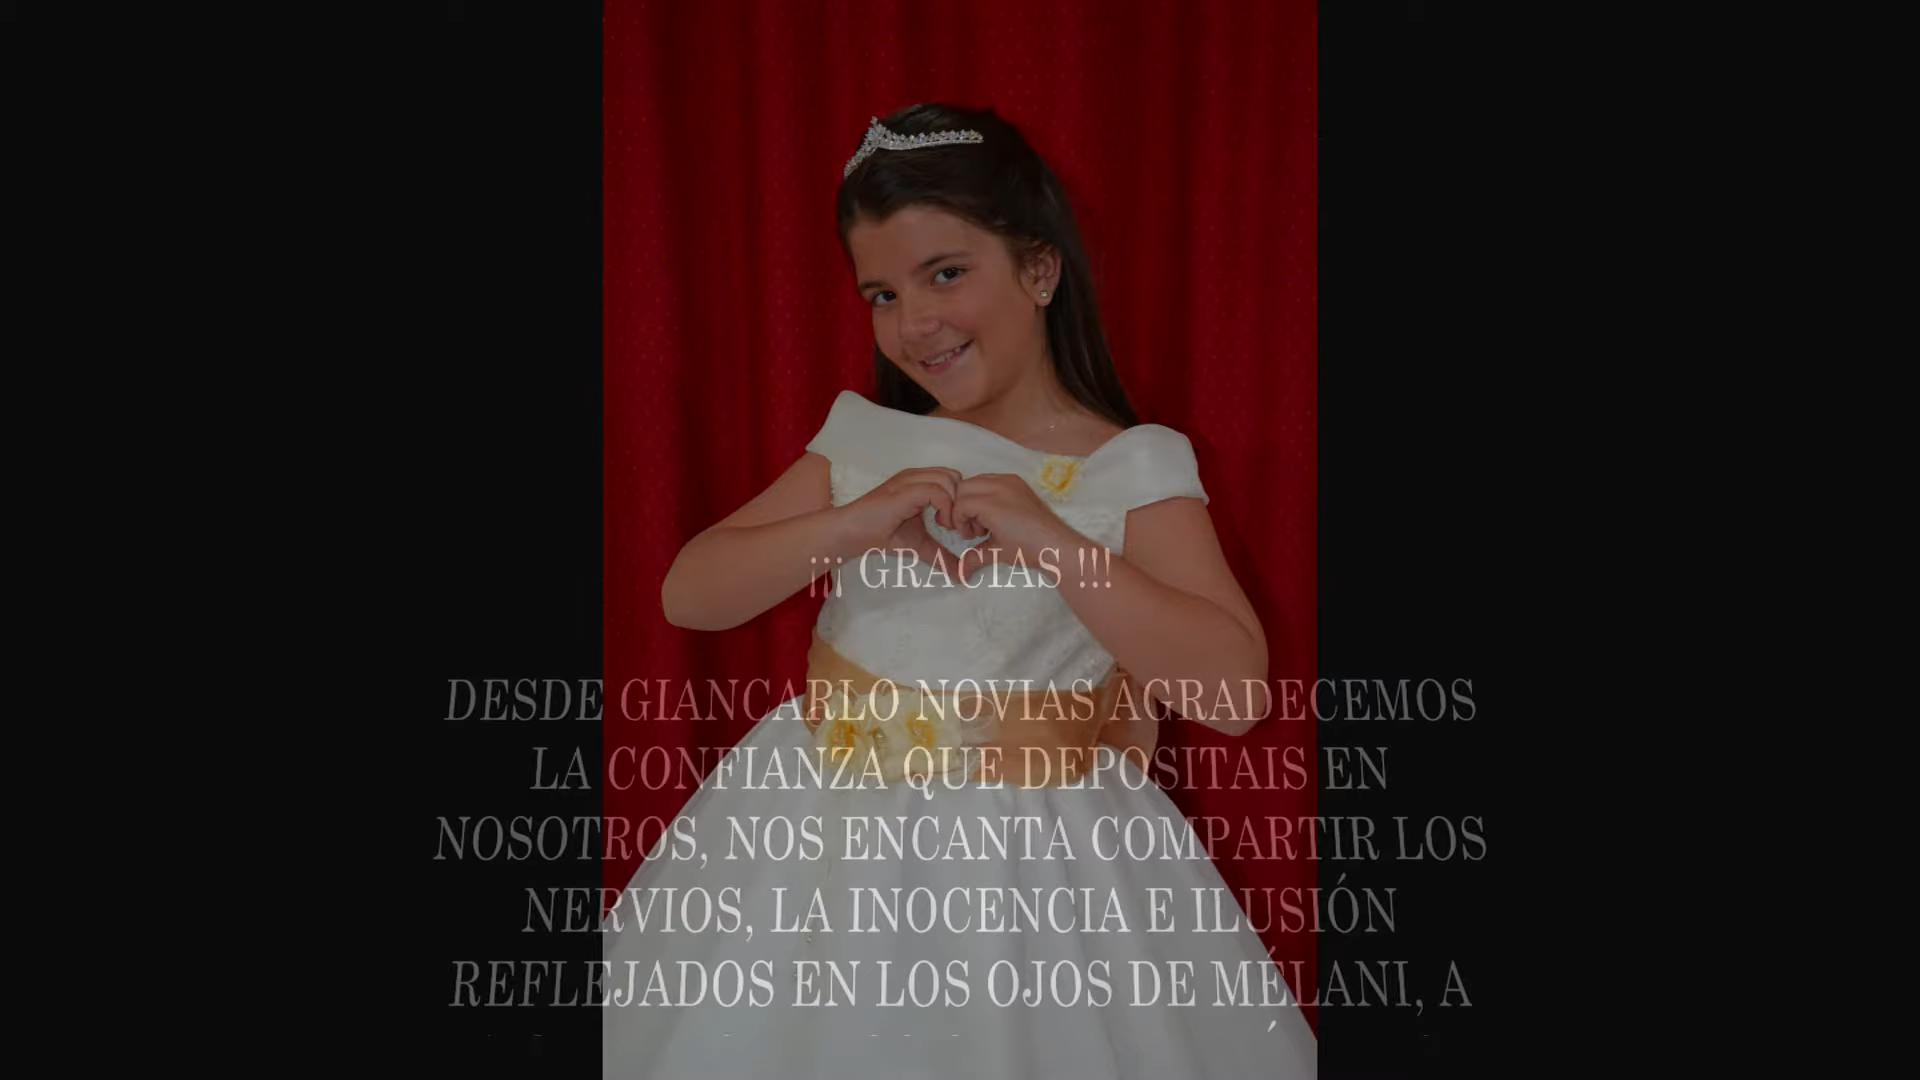 ¡¡¡ GRACIAS !!!
DESDE GIANCARLO NOVIAS AGRADECEMOS
LA CONFIANZA QUE DEPOSITAIS EN
NOSOTROS, NOS ENCANTA COMPARTIR LOS
NERVIOS, LA INOCENCIA E ILUSIÓN
REFLEJADOS EN LOS OJOS DE MÉLANI, A